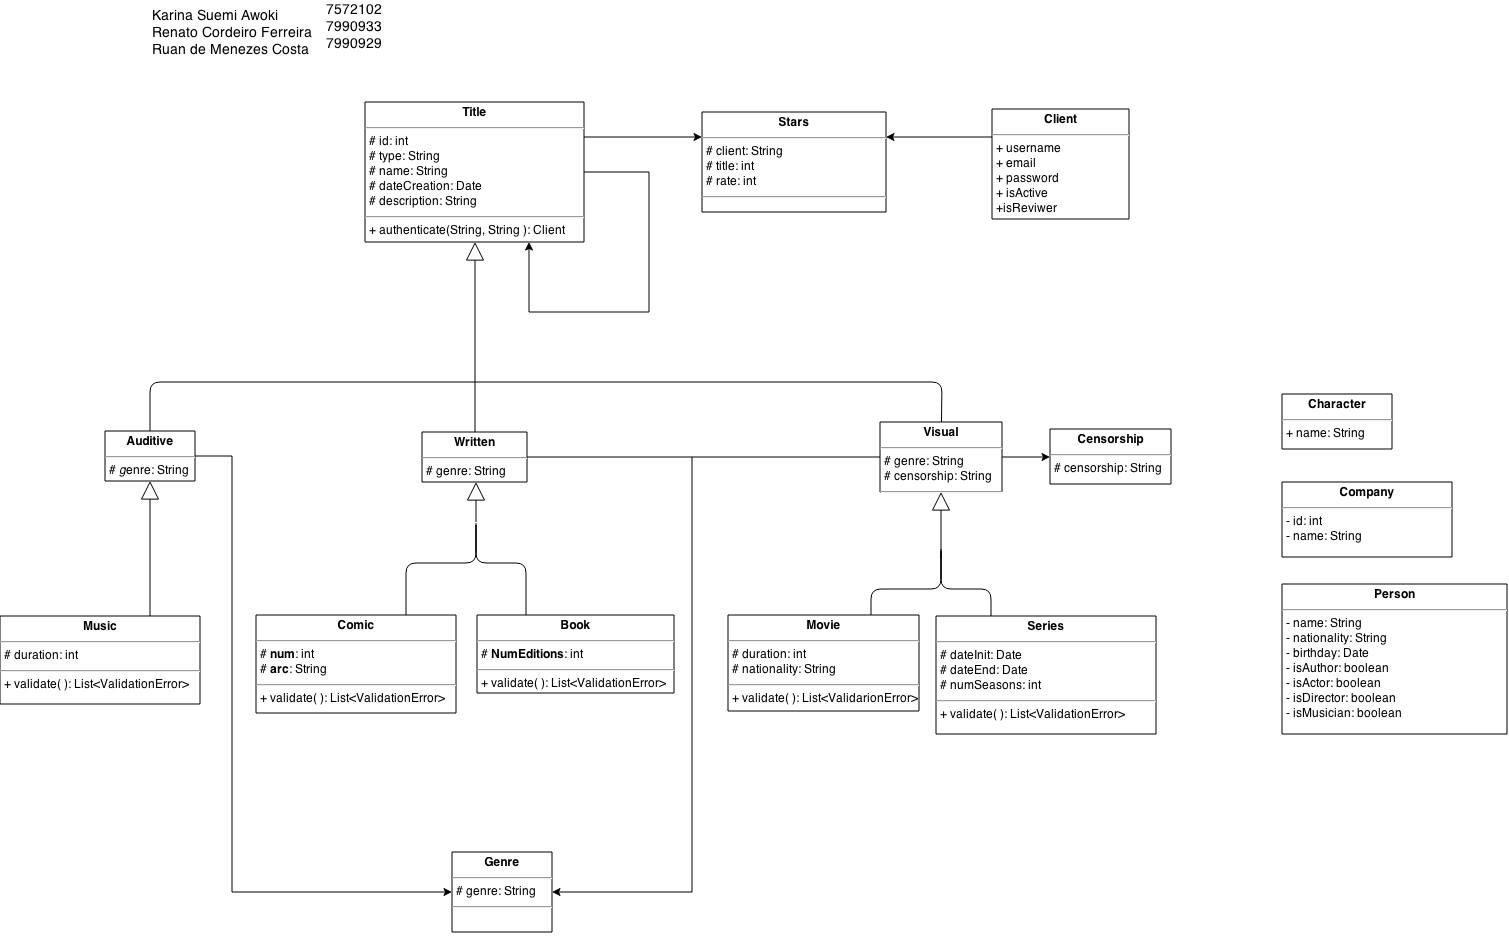 Karina Suemi Awoki 7572102
Renato Cordeiro Ferreira 7990933
Ruan de Menezes Costa 7990929
Title
# id: int
# type: String
# name: String
# dateCreation: Date
# description: String
+ authenticate(String, String ): Client
Stars
# client: String
# title: int
# rate: int
Client
+ username
+ email
+ password
+ isActive
+isReviwer
Auditive
# genre: String
Written
# genre: String
Visual
# genre: String
# censorship: String
Censorship
# censorship: String
Character
+ name: String
Company
- id: int
- name: String
Person
- name: String
- nationality: String
- birthday: Date
- isAuthor: boolean
- isActor: boolean
- isDirector: boolean
- isMusician: boolean
Music
# duration: int
+ validate( ): List<ValidationError>
Comic
# num: int
# arc: String
+ validate( ): List<ValidationError>
Book
# NumEditions: int
+ validate( ): List<ValidationError>
Movie
# duration: int
# nationality: String
+ validate( ): List<ValidarionError>
Series
# dateInit: Date
# dateEnd: Date
# numSeasons: int
+ validate( ): List<ValidationError>
Genre
# genre: String